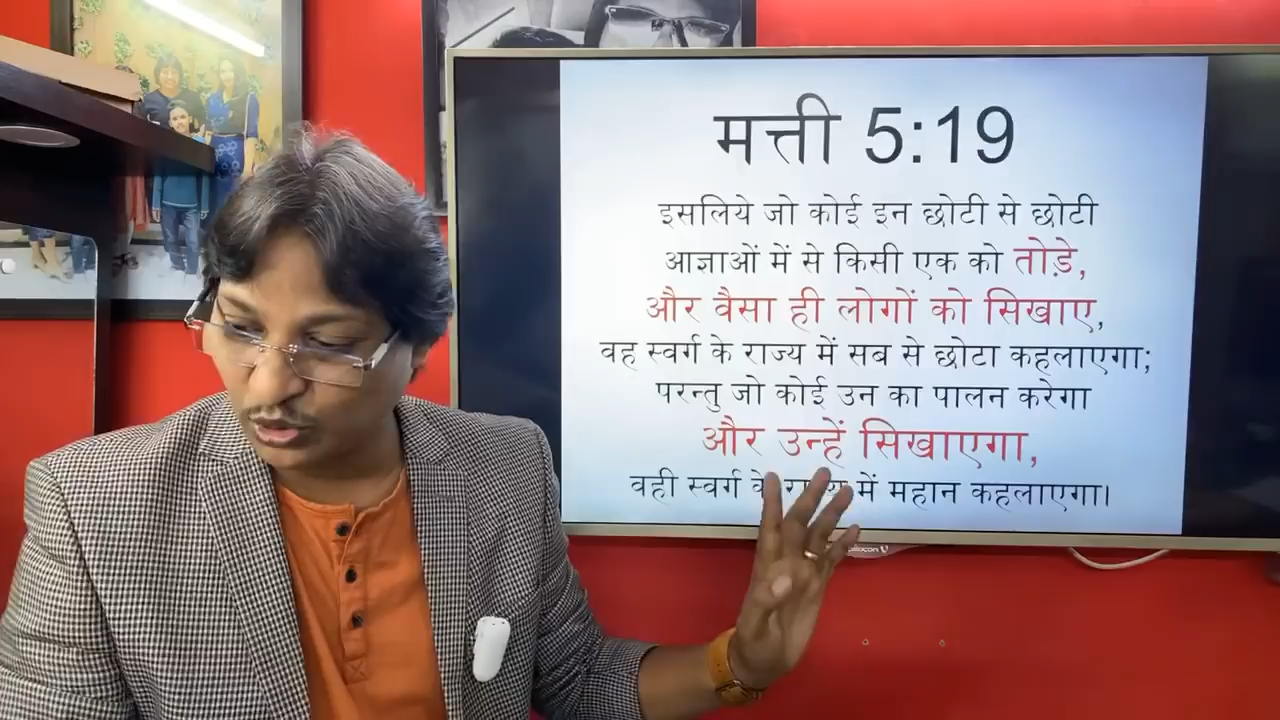 मत्ती 5:19
इसलिये जो कोई इन छोटी से छोटी
आज्ञाओं में से किसी एक को तोड़े,
और वैसा ही लोगों को सिखाए,
वह स्वर्ग के राज्य में सब से छोटा कहलाएगा;
परन्तु जो कोई उन का पालन करेगा
और उन्हें सिखाएगा,
वही स्वर्ग के राज्य में महान कहलाएगा।